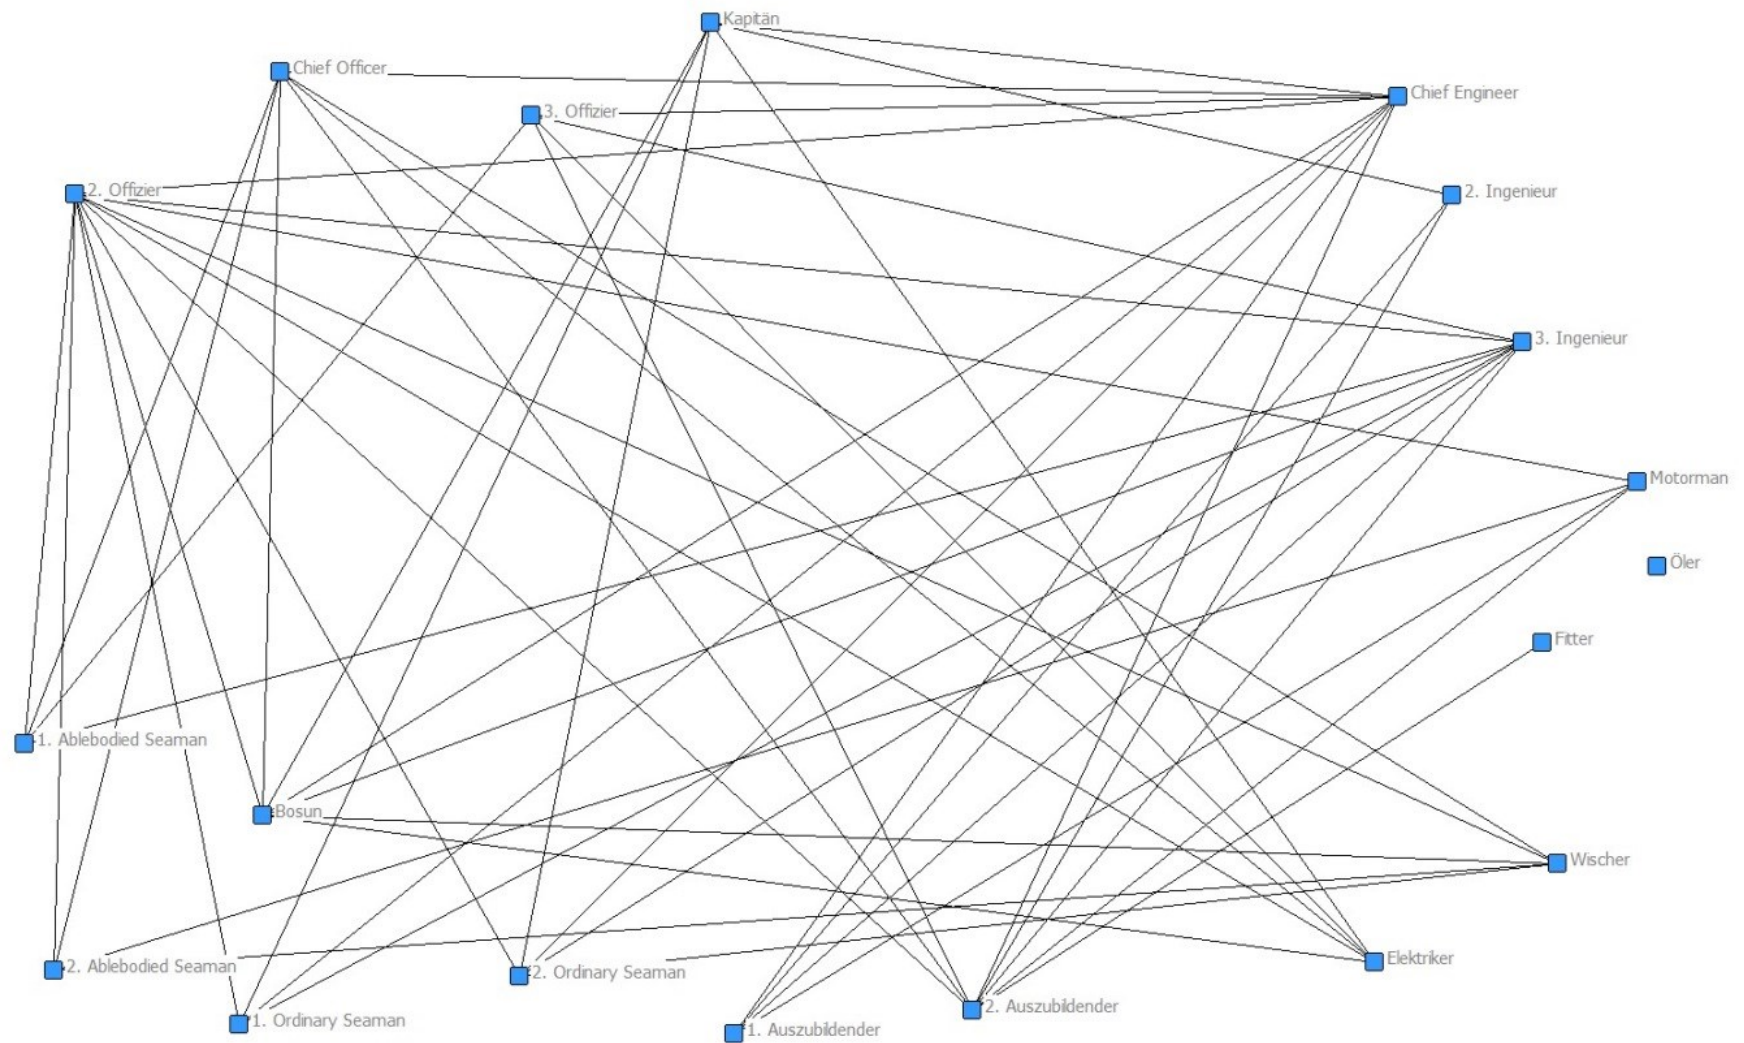 Kapitän
Chief Officer
Chief Engineer
3. Offizier
2. Offizier
2. Ingenieur
3. Ingenieur
Motorman
Öler
Fitter
1. Ablebodied Seaman
Bosun
Wischer
Elektriker
2. Ablebodied Seaman
2. Ordinary Seaman
2. Auszubildender
1. Ordinary Seaman
1. Auszubildender